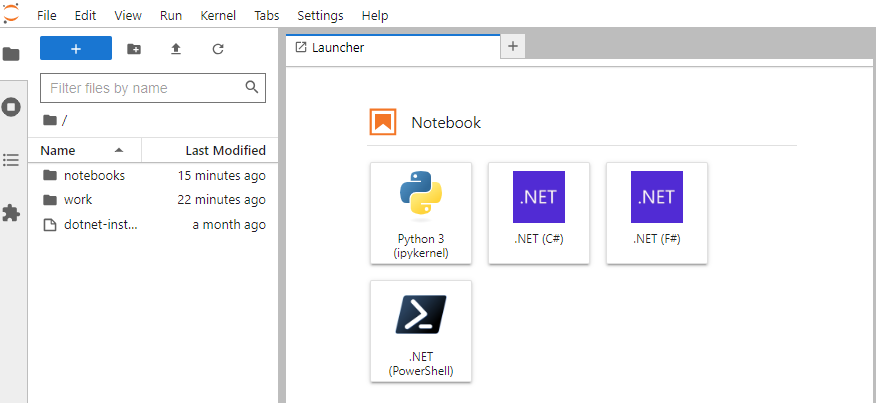 File Edit View Run Kernel Tabs Settings Help
+
Launcher +
Filter files by name
/
Name Last Modified
notebooks 15 minutes ago
work 22 minutes ago
dotnet-inst... a month ago
Notebook
Python 3
(ipykernel)
.NET
.NET (C#)
.NET
.NET (F#)
.NET
(PowerShell)